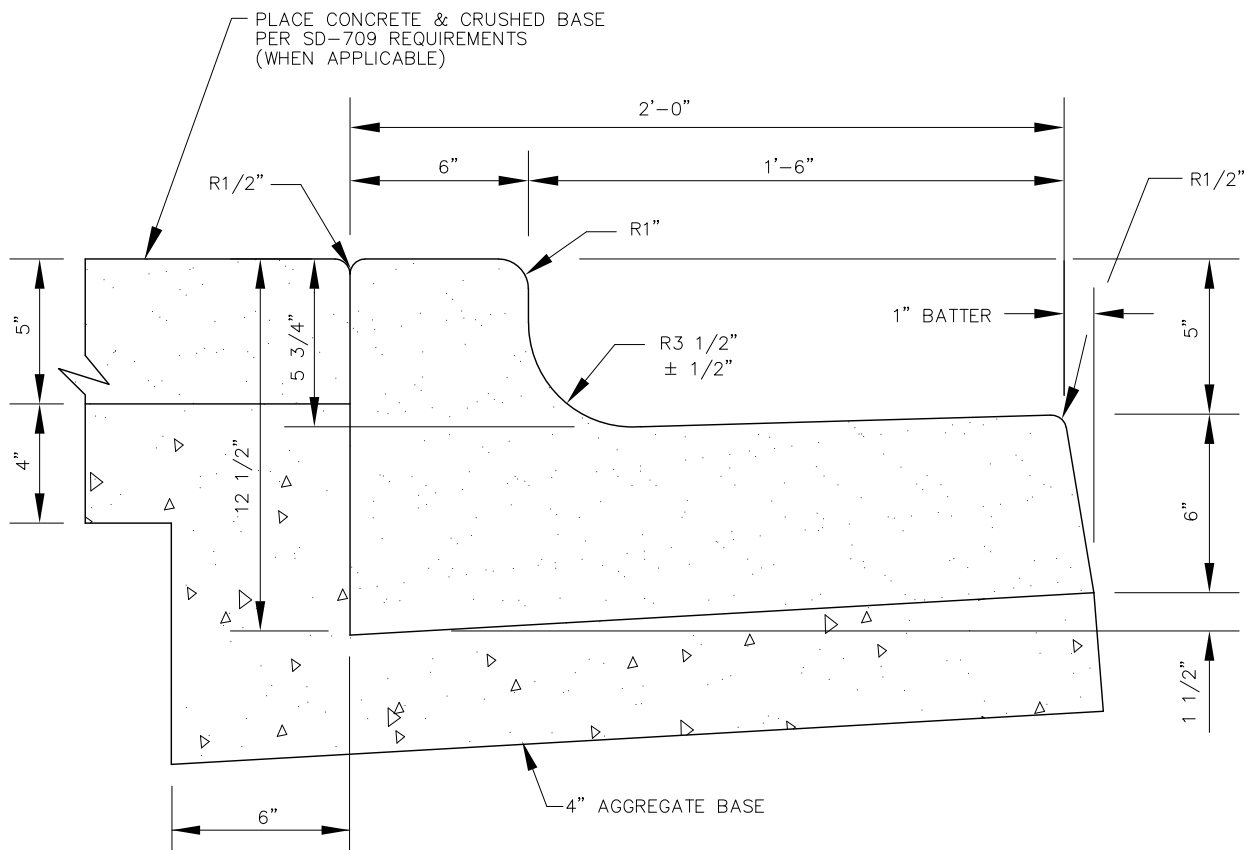 PLACE CONCRETE & CRUSHED BASE
PER SD-709 REQUIREMENTS
(WHEN APPLICABLE)
2'-0"
6"
1'-6"
R1/2"
R1/2"
R1"
1" BATTER
5"
5 3/4"
R3 1/2"
± 1/2"
5"
4"
12 1/2"
6"
1 1/2"
4" AGGREGATE BASE
6"